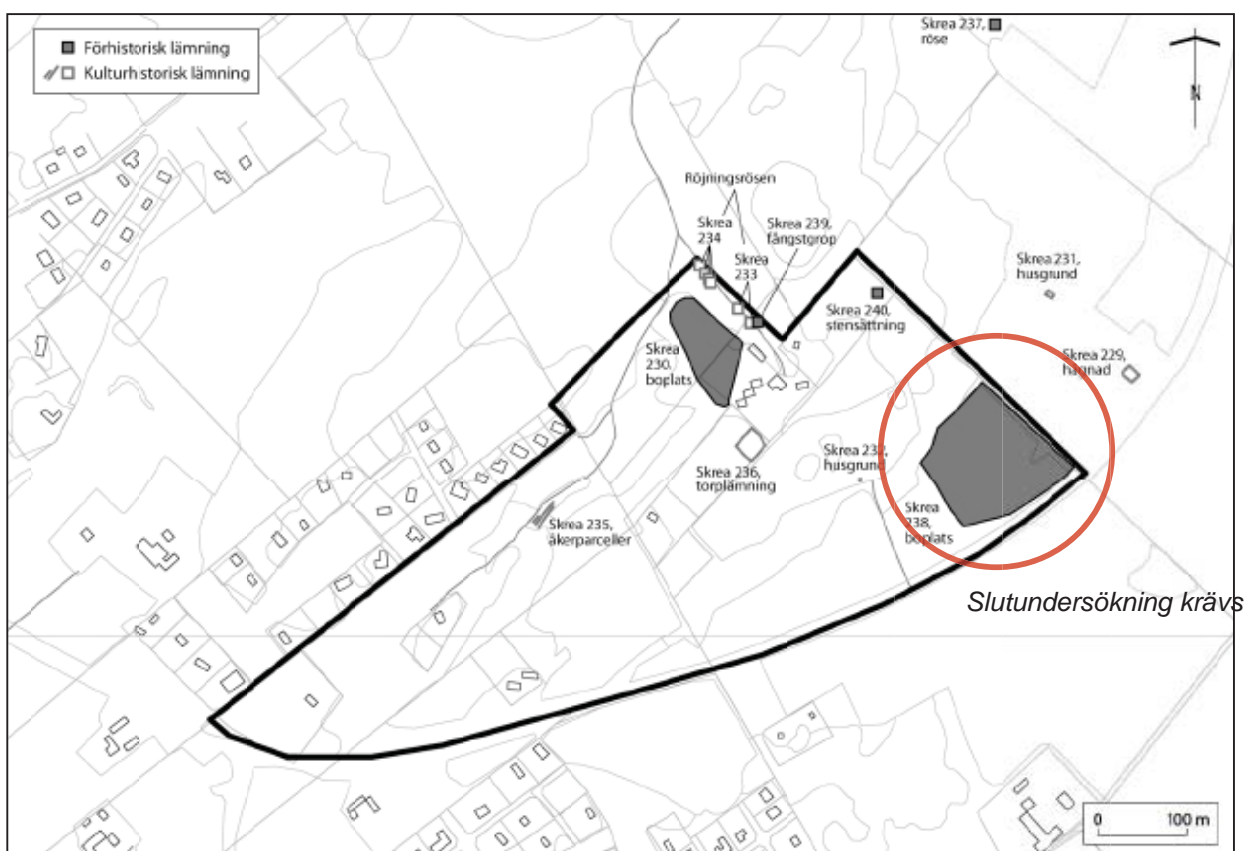 Förhistorisk lämning
Kulturhistorisk lämning
Skrea 237,
röse
N
Röjningsrösen
Skrea
234
Skrea 239,
fångstgrop
Skrea
233
Skrea 231,
husgrund
Skrea 240,
stensättning
Skrea
230,
boplats
Skrea 229,
hägnad
Skrea 236,
torplämning
Skrea 232,
husgrund
Skrea
238,
boplats
Skrea 235,
åkerparceller
Slutundersökning krävs
0 100 m